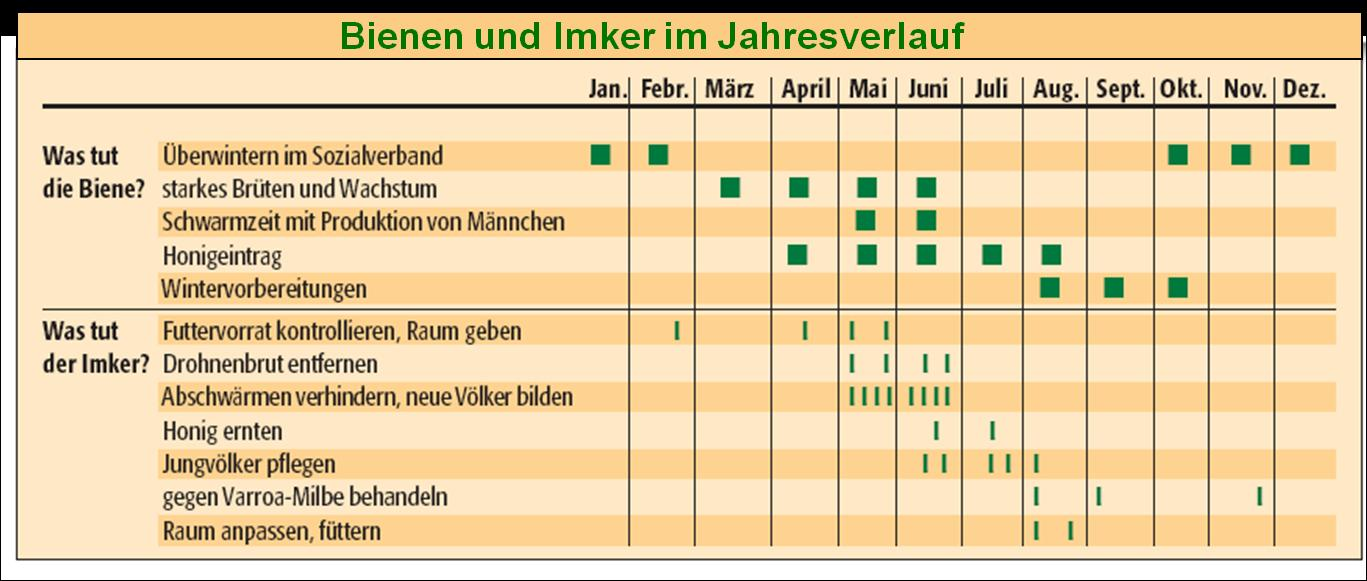 Bienen und Imker im Jahresverlauf
Jan. Febr. März April Mai Juni Juli Aug. Sept. Okt. Nov. Dez.
Was tut Überwintern im Sozialverband
die Biene? starkes Brüten und Wachstum
Schwarmzeit mit Produktion von Männchen
Honigeintrag
Wintervorbereitungen
Was tut Futtervorrat kontrollieren, Raum geben
der Imker? Drohnenbrut entfernen
Abschwärmen verhindern, neue Völker bilden
Honig ernten
Jungvölker pflegen
gegen Varroa-Milbe behandeln
Raum anpassen, füttern